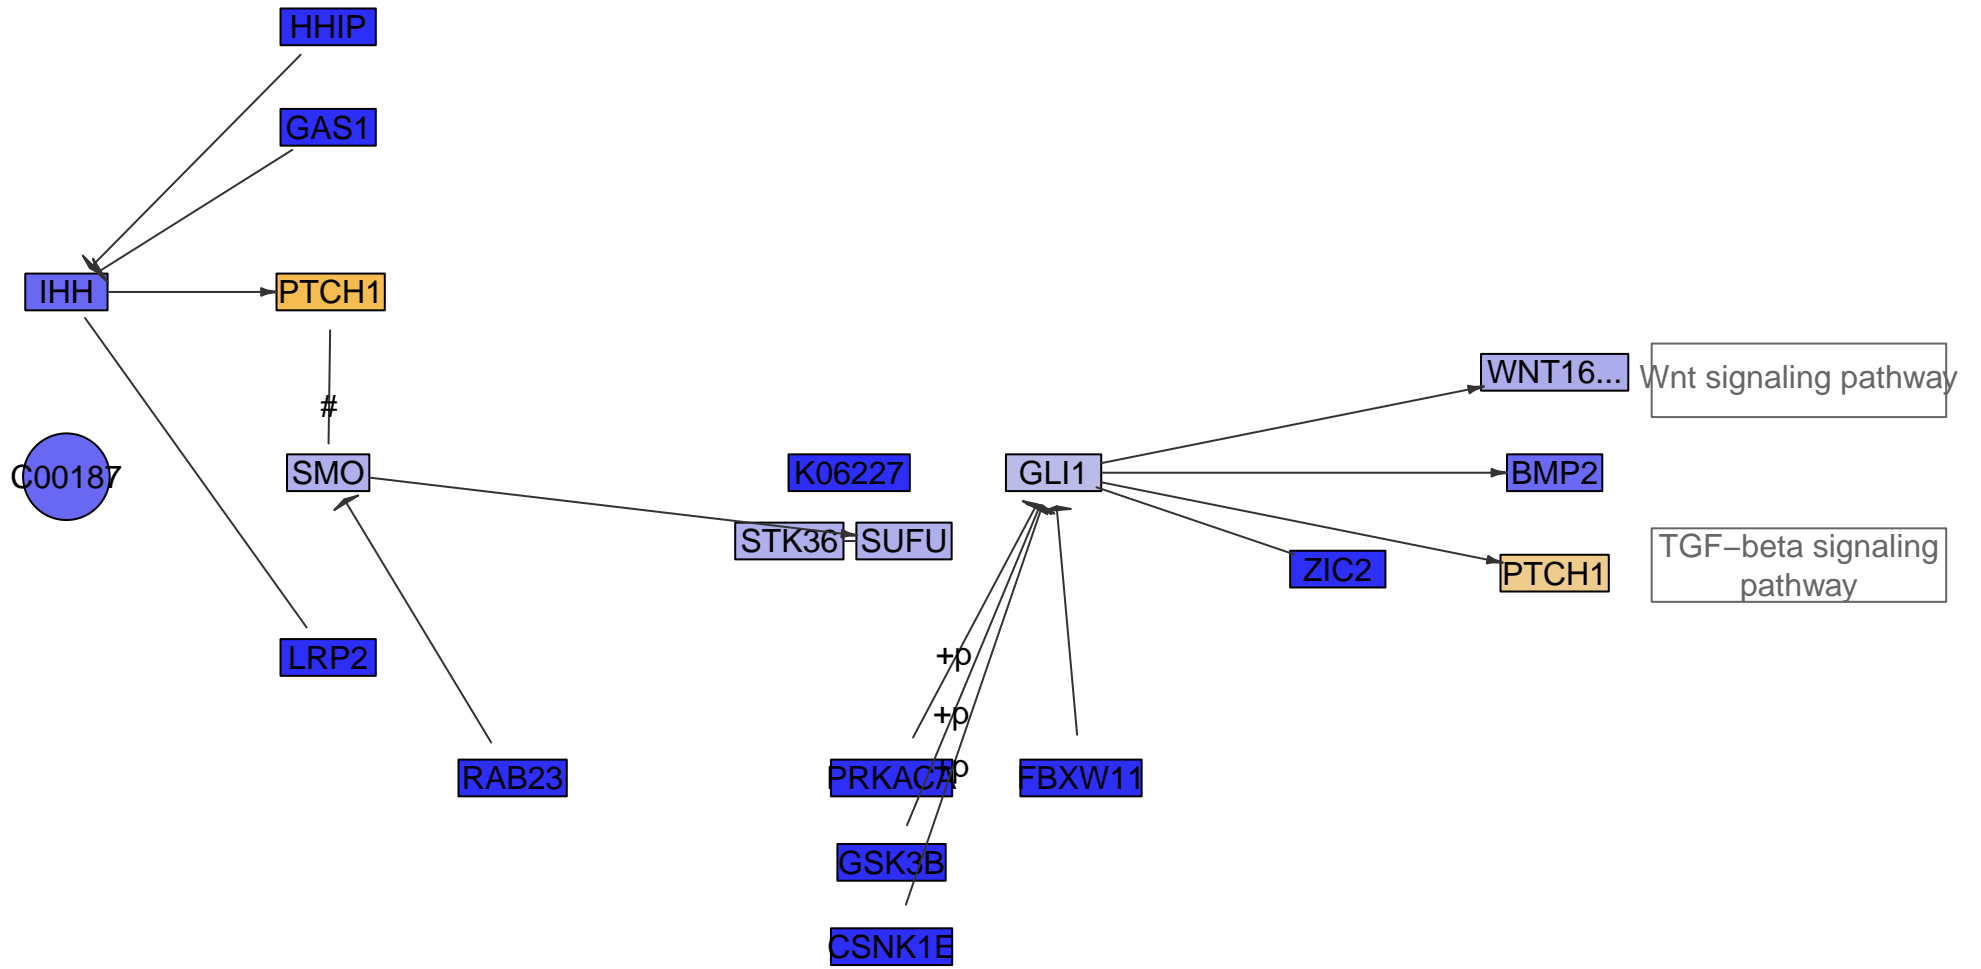 HHIP
GAS1
IHH
PTCH1
#
WNT16...
Wnt signaling pathway
C00187
SMO
K06227
GLI1
BMP2
STK36
SUFU
TGF−beta signaling
pathway
ZIC2
PTCH1
LRP2
+p
+p
+p
RAB23
PRKACA
FBXW11
GSK3B
CSNK1E